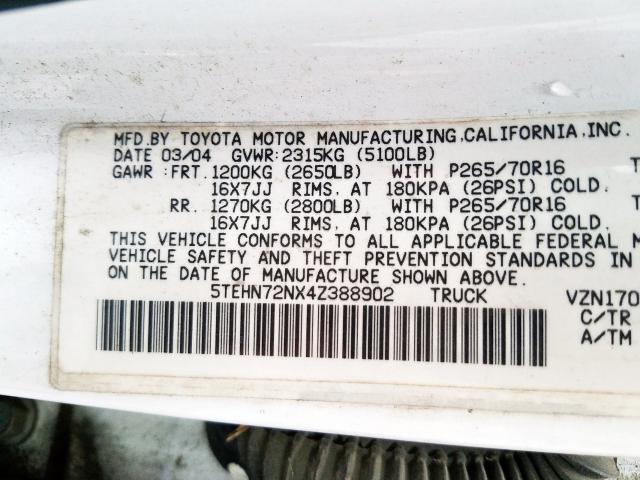 MFD.BY TOYOTA MOTOR MANUFACTURING,CALIFORNIA,INC.
DATE 03/04 GVWR:2315KG (5100LB)
GAWR:FRT.1200KG (2650LB) WITH P265/70R16
16X7JJ RIMS, AT 180KPA (26PSI) COLD.
RR. 1270KG (2800LB) WITH P265/70R16
16X7JJ RIMS, AT 180KPA (26PSI) COLD.
THIS VEHICLE CONFORMS TO ALL APPLICABLE FEDERAL M
VEHICLE SAFETY AND THEFT PREVENTION STANDARDS IN
ON THE DATE OF MANUFACTURE SHOWN ABOVE.
5TEHN72NX4Z388902 TRUCK VZN170
C/TR
A/TM